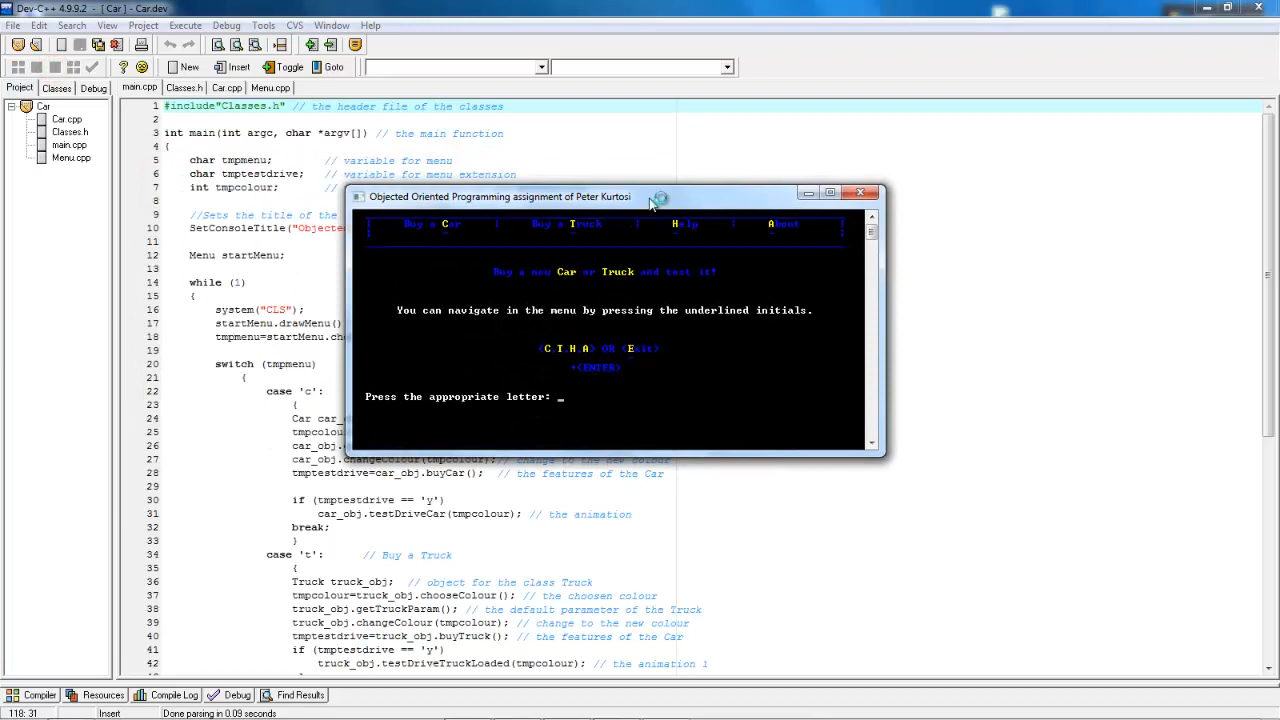 Dev-C++ 4.9.9.2 - [ Car ] - Car.dev
File Edit Search View Project Execute Debug Tools CVS Window Help
New Insert Toggle Goto
Project Classes Debug
main.cpp Classes.h Car.cpp Menu.cpp
Car
Car.cpp
Classes.h
main.cpp
Menu.cpp
1 #include"Classes.h" // the header file of the classes
2
3 int main(int argc, char *argv[]) // the main function
4 {
5 char tmpmenu; // variable for menu
6 char tmptestdrive; // variable for menu extension
7 int tmpcolour; //
8
9 //Sets the title of the
10 SetConsoleTitle("Objecte
11
12 Menu startMenu;
13
14 while (1)
15 {
16 system("CLS");
17 startMenu.drawMenu()
18 tmpmenu=startMenu.ch
19
20 switch (tmpmenu)
21 {
22 case 'c':
23 {
24 Car car_
25 tmpcolou
26 car_obj.
27 car_obj.changeColour(tmpcolour); // change to the new colour
28 tmptestdrive=car_obj.buyCar(); // the features of the Car
29
30 if (tmptestdrive == 'y')
31 car_obj.testDriveCar(tmpcolour); // the animation
32 break;
33 }
34 case 't': // Buy a Truck
35 {
36 Truck truck_obj; // object for the class Truck
37 tmpcolour=truck_obj.chooseColour(); // the choosen colour
38 truck_obj.getTruckParam(); // the default parameter of the Truck
39 truck_obj.changeColour(tmpcolour); // change to the new colour
40 tmptestdrive=truck_obj.buyTruck(); // the features of the Car
41 if (tmptestdrive == 'y')
42 truck_obj.testDriveTruckLoaded(tmpcolour); // the animation 1
Objected Oriented Programming assignment of Peter Kurtosi
Buy a Car Buy a Truck Help About
Buy a new Car or Truck and test it!
You can navigate in the menu by pressing the underlined initials.
(C,T,H,A) OR (Exit)
+(ENTER)
Press the appropriate letter: _
Compiler Resources Compile Log Debug Find Results
118: 31 Insert Done parsing in 0.09 seconds